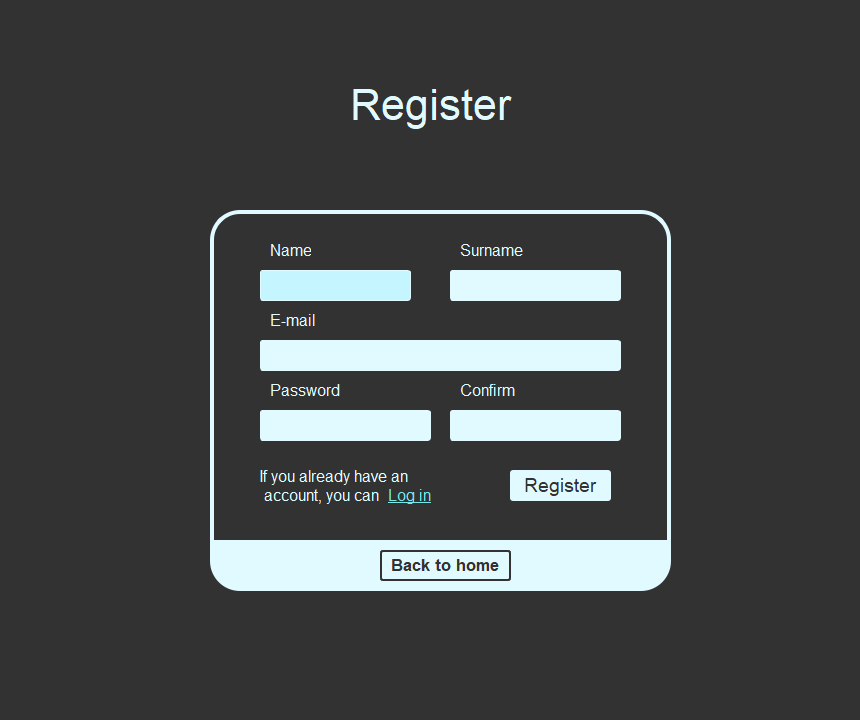 Register
Name
Surname
E-mail
Password
Confirm
If you already have an
account, you can Log in
Register
Back to home